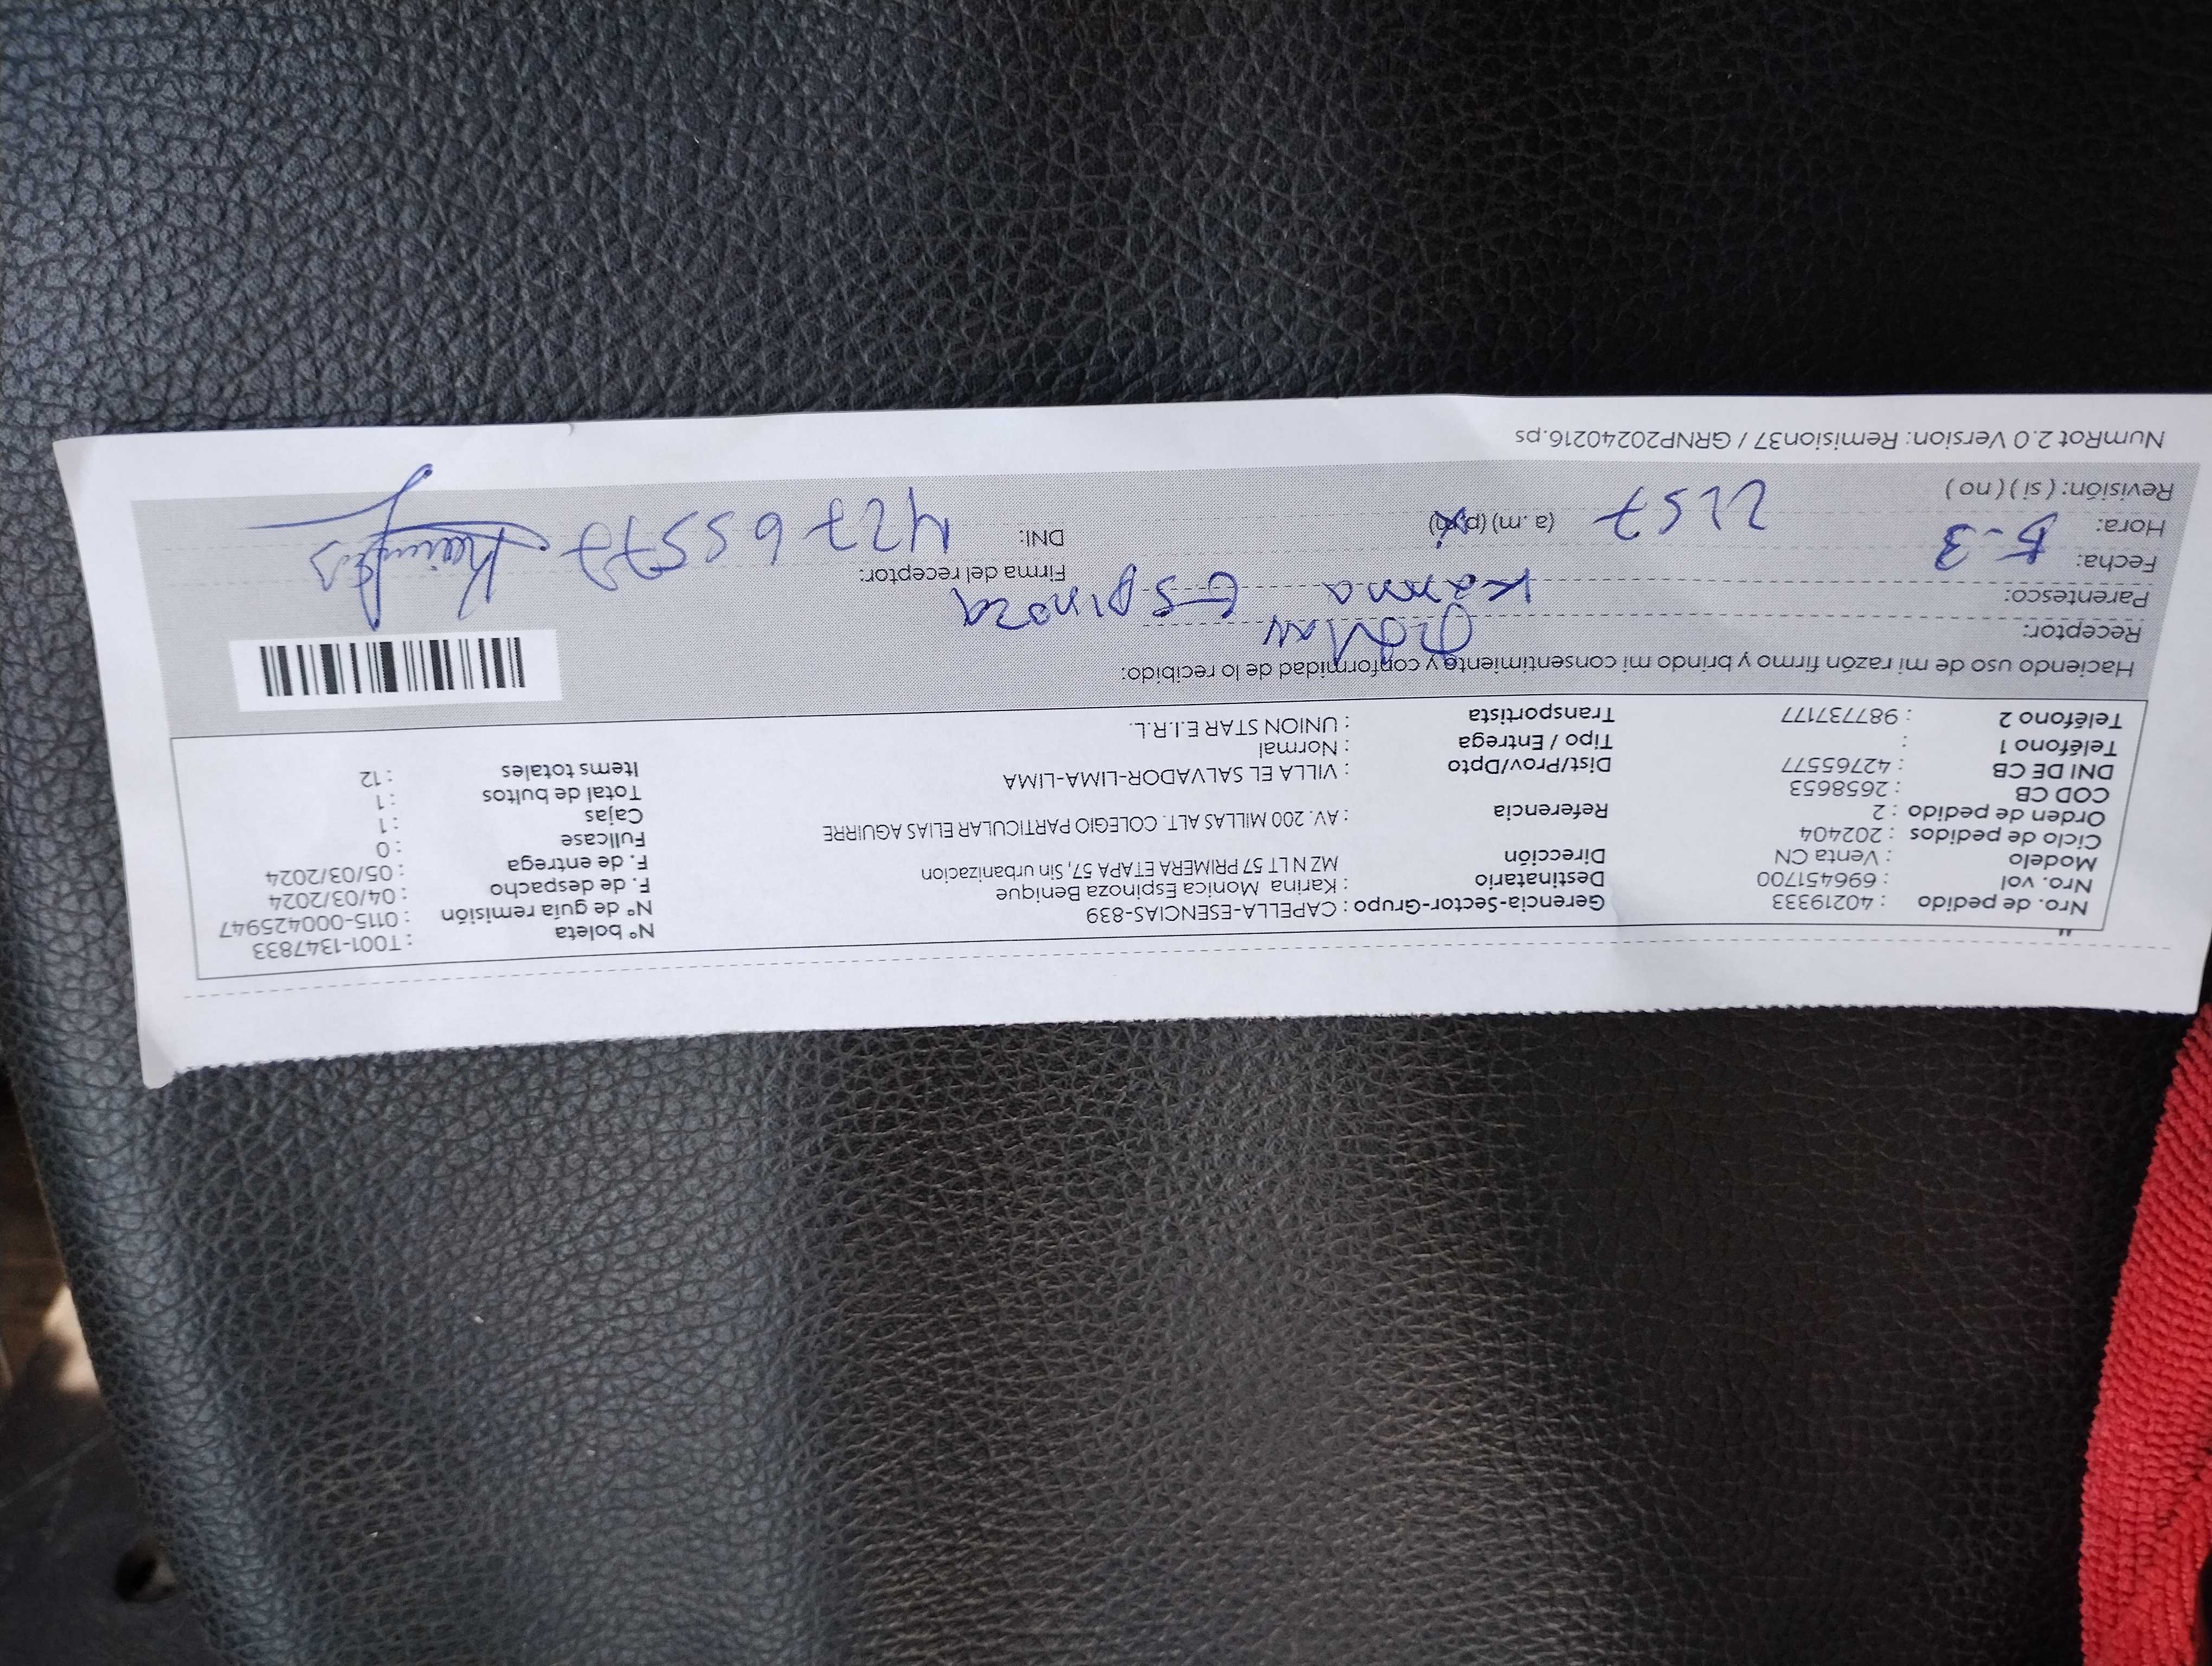 Nro. de pedido : 40219333
Nro. vol : 696451700
Modelo : Venta CN
Ciclo de pedidos : 202404
Orden de pedido : 2
COD CB : 2658653
DNI DE CB : 42765577
Teléfono 1 :
Teléfono 2 : 987737177
Gerencia-Sector-Grupo : CAPELLA-ESENCIAS-839
Destinatario : Karina Monica Espinoza Benique
Dirección MZ N LT 57 PRIMERA ETAPA 57, Sin urbanizacion
Referencia : AV. 200 MILLAS ALT. COLEGIO PARTICULAR ELIAS AGUIRRE
Dist/Prov/Dpto : VILLA EL SALVADOR-LIMA-LIMA
Tipo / Entrega : Normal
Transportista : UNION STAR E.I.R.L.
N° boleta : T001-1347833
N° de guía remisión : 0115-000425947
F. de despacho : 04/03/2024
F. de entrega : 05/03/2024
Fullcase : 0
Cajas : 1
Total de bultos : 1
Items totales : 12
Haciendo uso de mi razón firmo y brindo mi consentimiento y conformidad de lo recibido:
Receptor:
Parentesco: Karina Espinoza
Fecha: 5-3
Hora: (a.m) (p.m)
Revisión: ( si ) ( no )
Firma del receptor:
DNI: 42765577
NumRot 2.0 Version: Remision37 / GRNP20240216.ps